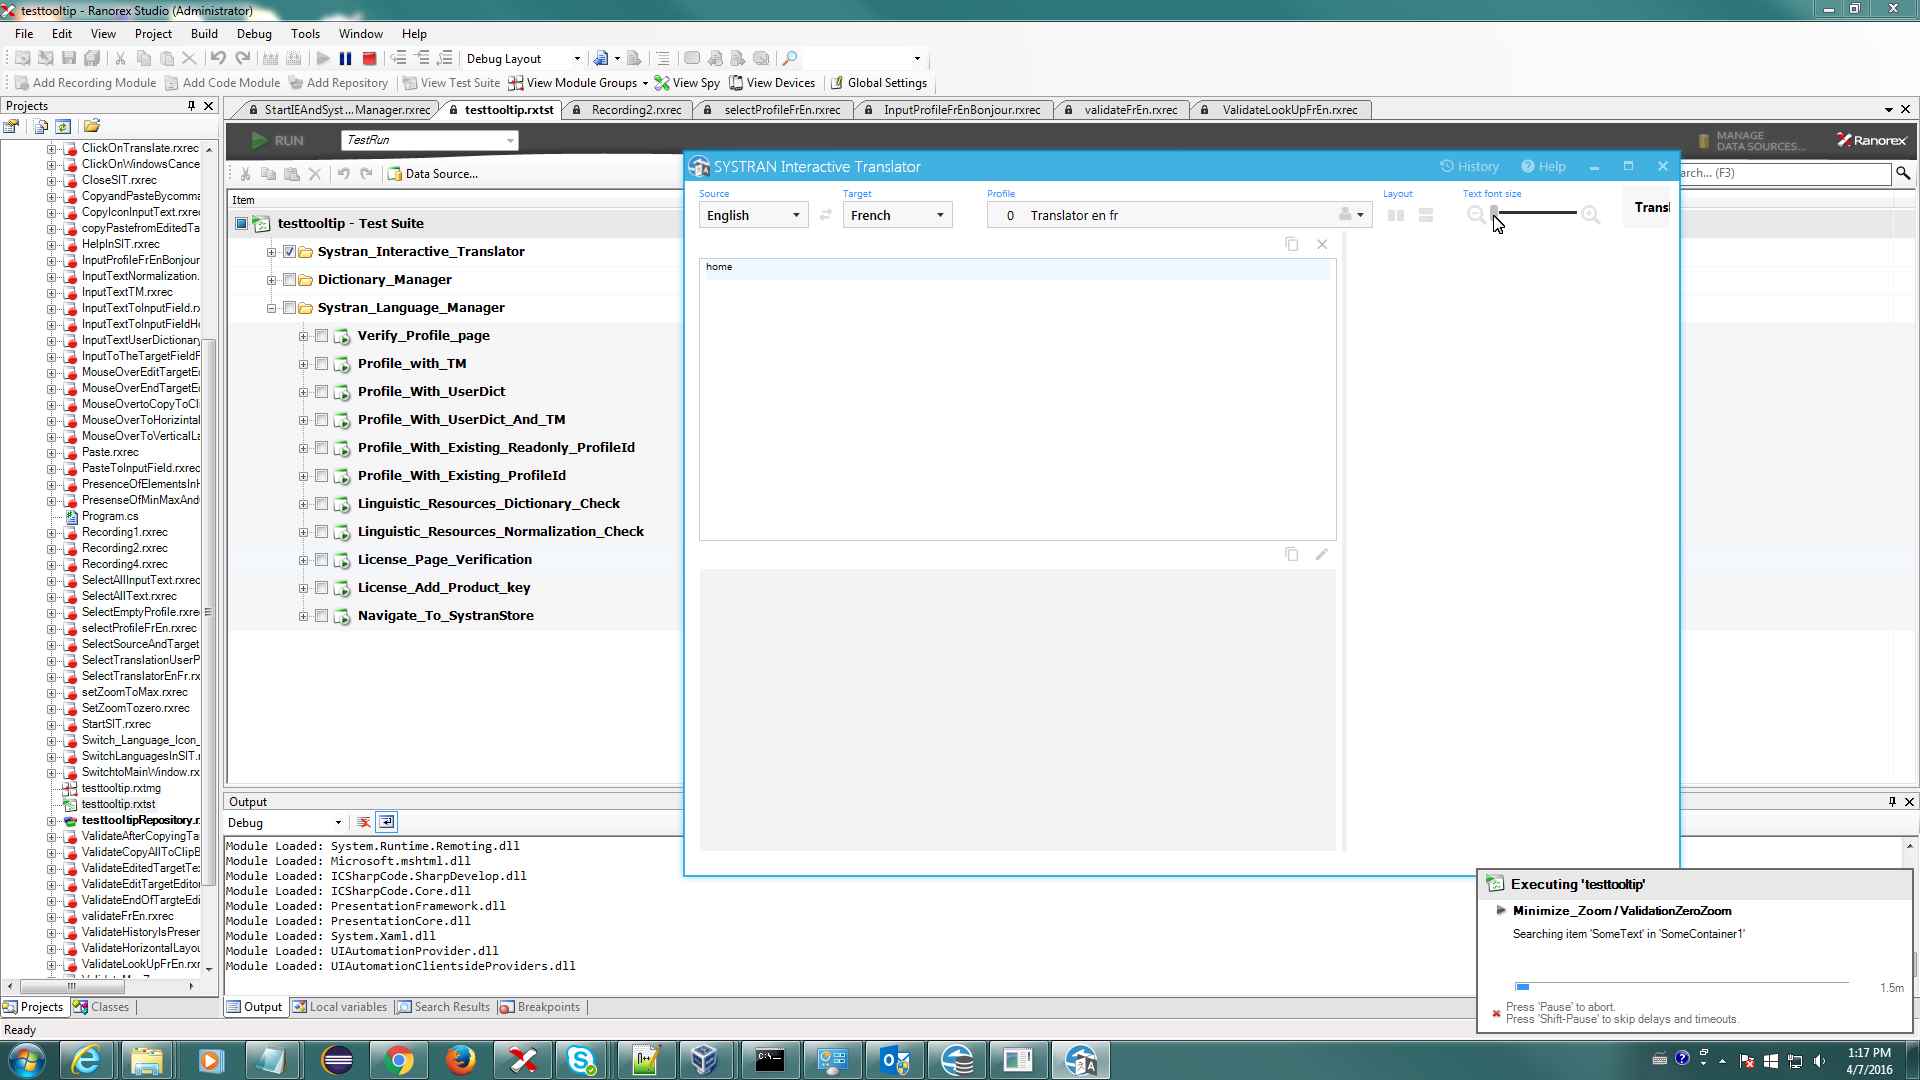 testtooltip - Ranorex Studio (Administrator)
File Edit View Project Build Debug Tools Window Help
Debug Layout
Add Recording Module Add Code Module Add Repository View Test Suite View Module Groups View Spy View Devices Global Settings
Projects
StartIEAndSyst...Manager.rxrec testtooltip.rxtst Recording2.rxrec selectProfileFrEn.rxrec InputProfileFrEnBonjour.rxrec validateFrEn.rxrec ValidateLookUpFrEn.rxrec
RUN TestRun MANAGE DATA SOURCES... Ranorex
Data Source...
(F3)
Item
ClickOnTranslate.rxrec
ClickOnWindowsCance
CloseSIT.rxrec
CopyandPasteBycomma
CopyIconInputText.rxrec
copyPastefromEditedTa
HelpInSIT.rxrec
InputProfileFrEnBonjour
InputTextNormalization.
InputTextTM.rxrec
InputTextToInputField.r
InputTextToInputFieldH
InputTextUserDictionary
InputToTheTargetFieldF
MouseOverEditTargetE
MouseOverEndTargetE
MouseOvertoCopyToCl
MouseOverToHorizintal
MouseOverToVerticalLa
Paste.rxrec
PasteToInputField.rxrec
PresenceOfElementsInH
PresenseOfMinMaxAnd
Program.cs
Recording1.rxrec
Recording2.rxrec
Recording4.rxrec
SelectAllInputText.rxrec
SelectAllText.rxrec
SelectEmptyProfile.rxre
selectProfileFrEn.rxrec
SelectSourceAndTarget
SelectTranslationUserP
SelectTranslatorEnFr.rx
setZoomToMax.rxrec
SetZoomTozero.rxrec
StartSIT.rxrec
Switch_Language_Icon_
SwitchLanguagesInSIT.r
SwitchtoMainWindow.rx
testtooltip.rxtmg
testtooltip.rxtst
testtooltipRepository.r
ValidateAfterCopyingTa
ValidateCopyAllToClipB
ValidateEditedTargetTe
ValidateEditTargetEdito
ValidateEndOfTargteEdi
validateFrEn.rxrec
ValidateHistoryIsPreser
ValidateHorizontalLayou
ValidateLookUpFrEn.rxr
testtooltip - Test Suite
Systran_Interactive_Translator
Dictionary_Manager
Systran_Language_Manager
Verify_Profile_page
Profile_with_TM
Profile_With_UserDict
Profile_With_UserDict_And_TM
Profile_With_Existing_Readonly_ProfileId
Profile_With_Existing_ProfileId
Linguistic_Resources_Dictionary_Check
Linguistic_Resources_Normalization_Check
License_Page_Verification
License_Add_Product_key
Navigate_To_SystranStore
SYSTRAN Interactive Translator History Help
Source Target Profile Layout Text font size
English French 0 Translator en fr Transl
home
Output
Debug
Module Loaded: System.Runtime.Remoting.dll
Module Loaded: Microsoft.mshtml.dll
Module Loaded: ICSharpCode.SharpDevelop.dll
Module Loaded: ICSharpCode.Core.dll
Module Loaded: PresentationFramework.dll
Module Loaded: PresentationCore.dll
Module Loaded: System.Xaml.dll
Module Loaded: UIAutomationProvider.dll
Module Loaded: UIAutomationClientsideProviders.dll
Executing 'testtooltip'
Minimize_Zoom / ValidationZeroZoom
Searching item 'SomeText' in 'SomeContainer1'
1.5m
Press 'Pause' to abort.
Press 'Shift-Pause' to skip delays and timeouts.
Projects Classes Output Local variables Search Results Breakpoints
Ready
1:17 PM
4/7/2016